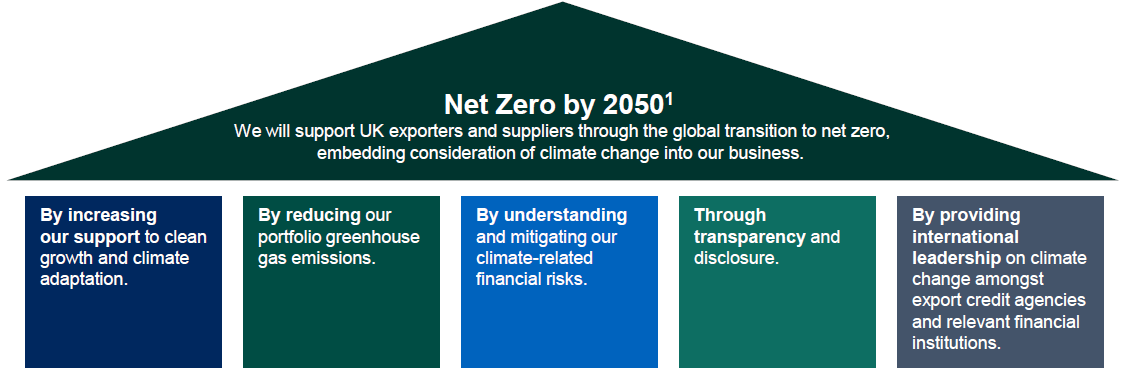 Net Zero by 2050¹
We will support UK exporters and suppliers through the global transition to net zero,
embedding consideration of climate change into our business.
By increasing
our support to clean
growth and climate
adaptation.
By reducing our
portfolio greenhouse
gas emissions.
By understanding
and mitigating our
climate-related
financial risks.
Through
transparency and
disclosure.
By providing
international
leadership on climate
change amongst
export credit agencies
and relevant financial
institutions.